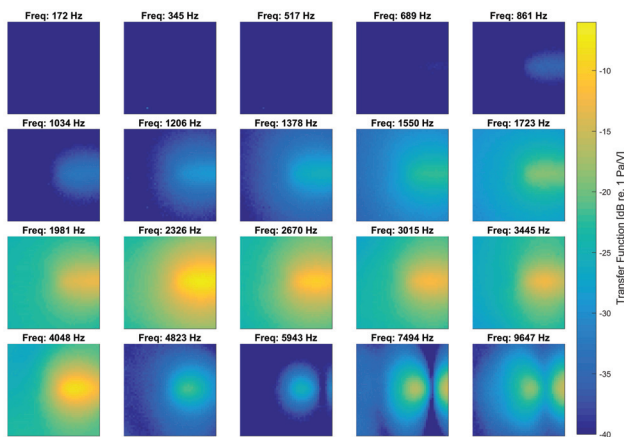 Freq: 172 Hz Freq: 345 Hz Freq: 517 Hz Freq: 689 Hz Freq: 861 Hz
Freq: 1034 Hz Freq: 1206 Hz Freq: 1378 Hz Freq: 1550 Hz Freq: 1723 Hz
Freq: 1981 Hz Freq: 2326 Hz Freq: 2670 Hz Freq: 3015 Hz Freq: 3445 Hz
Freq: 4048 Hz Freq: 4823 Hz Freq: 5943 Hz Freq: 7494 Hz Freq: 9647 Hz
-10
-15
-20
-25
-30
-35
-40
Transfer Function [dB re. 1 Pa/V]